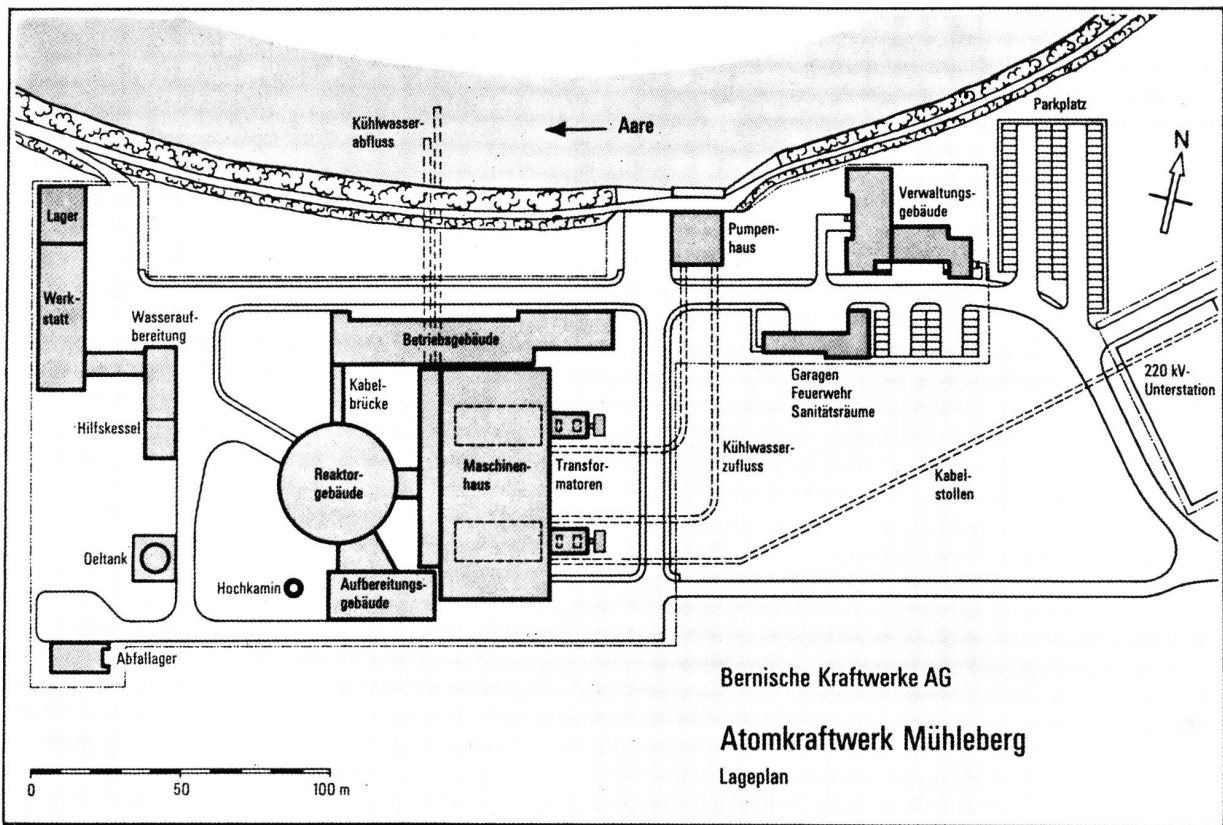 Parkplatz
Kühlwasser-
abfluss
Aare
N
Verwaltungs-
gebäude
Lager
Pumpen-
haus
Werk-
statt
Wasserauf-
bereitung
Betriebsgebäude
Kabel-
brücke
Garagen
Feuerwehr
Sanitätsräume
220 kV-
Unterstation
Hilfskessel
Reaktor-
gebäude
Maschinen-
haus
Transfor-
matoren
Kühlwasser-
zufluss
Kabel-
stollen
Oeltank
Hochkamin
Aufbereitungs-
gebäude
Abfallager
Bernische Kraftwerke AG
Atomkraftwerk Mühleberg
Lageplan
0 50 100 m